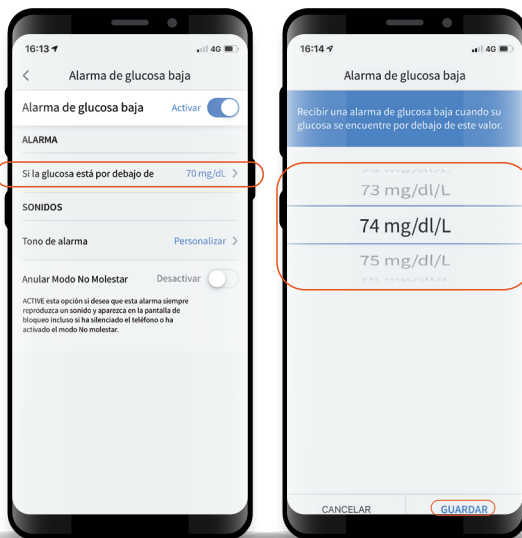 16:13
4G
Alarma de glucosa baja
Alarma de glucosa baja Activar
ALARMA
Si la glucosa está por debajo de 70 mg/dL
SONIDOS
Tono de alarma Personalizar
Anular Modo No Molestar Desactivar
ACTIVE esta opción si desea que esta alarma siempre
reproduzca un sonido y aparezca en la pantalla de
bloqueo incluso si ha silenciado el teléfono o ha
activado el modo No molestar.
16:14
4G
Alarma de glucosa baja
Recibir una alarma de glucosa baja cuando su
glucosa se encuentre por debajo de este valor.
73 mg/dl/L
74 mg/dl/L
75 mg/dl/L
CANCELAR GUARDAR